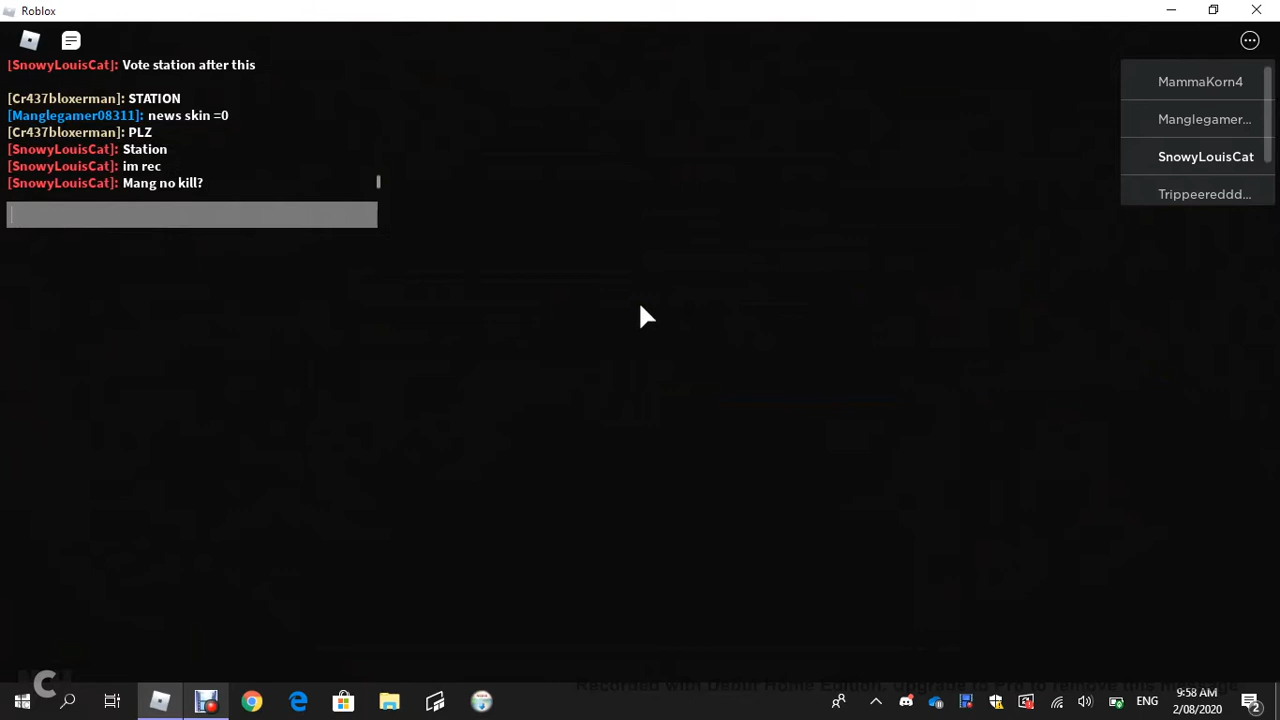 Roblox
[SnowyLouisCat]: Vote station after this
[Cr437bloxerman]: STATION
[Manglegamer08311]: news skin =0
[Cr437bloxerman]: PLZ
[SnowyLouisCat]: Station
[SnowyLouisCat]: im rec
[SnowyLouisCat]: Mang no kill?
MammaKorn4
Manglegamer...
SnowyLouisCat
Trippeereddd...
Recorded with Debut Home Edition. Upgrade to Pro to remove this message
ENG
9:58 AM
2/08/2020
2